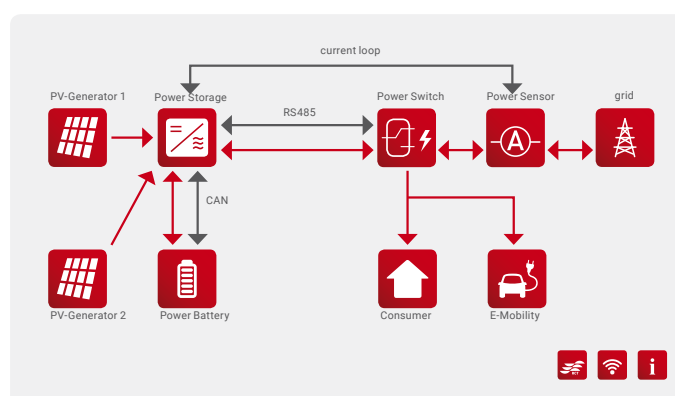 current loop
PV-Generator 1
Power Storage
Power Switch
Power Sensor
grid
RS485
A
CAN
PV-Generator 2
Power Battery
Consumer
E-Mobility
i